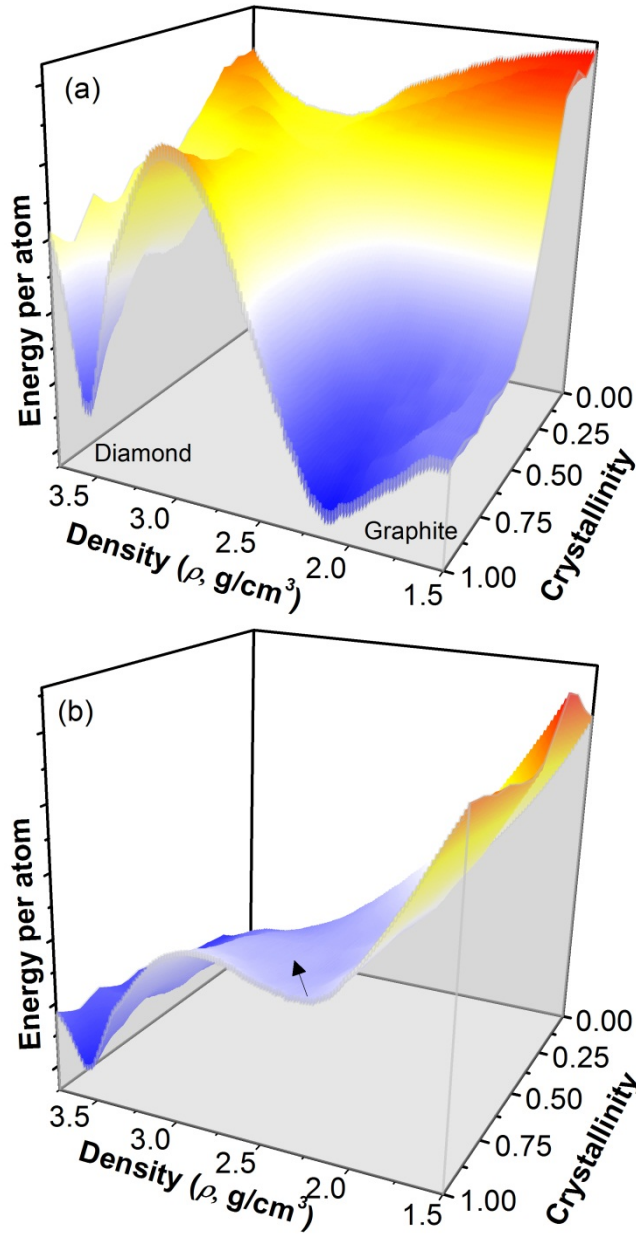 (a)
Energy per atom
Diamond
Graphite
3.5
3.0
2.5
2.0
1.5
Density (ρ, g/cm³)
0.00
0.25
0.50
0.75
1.00
Crystallinity
(b)
Energy per atom
3.5
3.0
2.5
2.0
1.5
Density (ρ, g/cm³)
0.00
0.25
0.50
0.75
1.00
Crystallinity